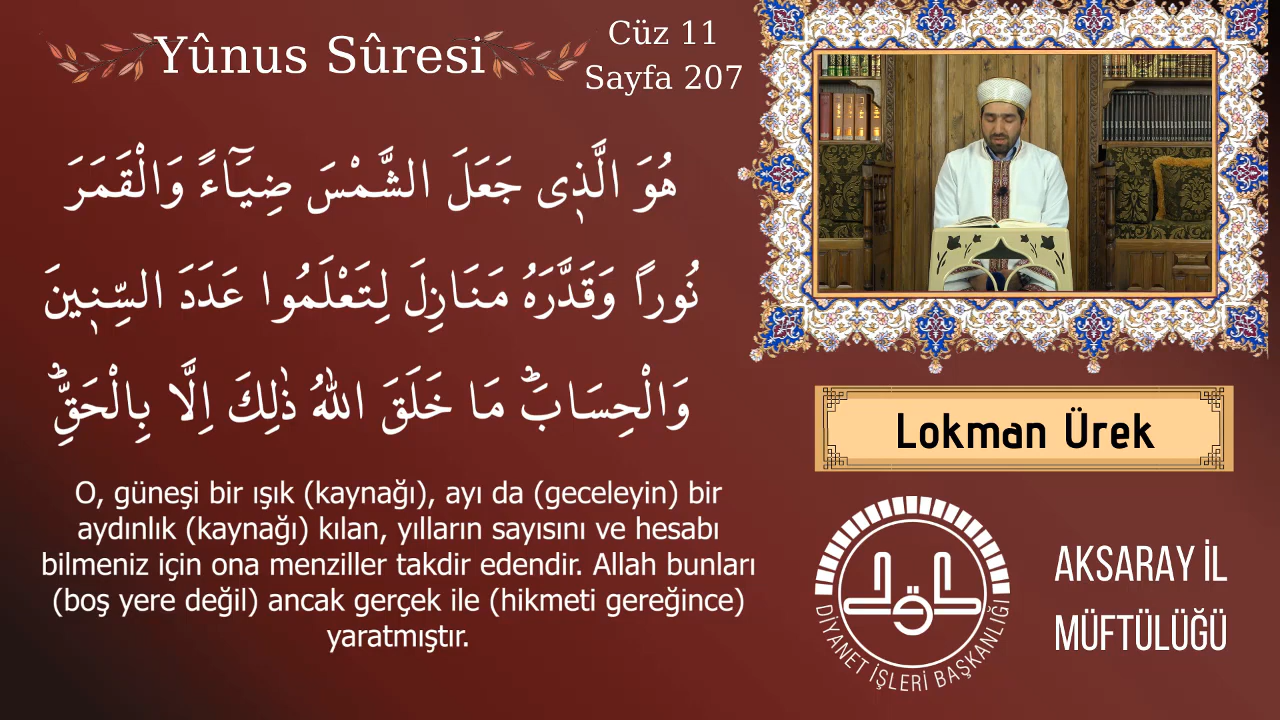 Yûnus Sûresi
Cüz 11
Sayfa 207
هُوَ الَّذ۪ى جَعَلَ الشَّمْسَ ضِيَٓاءً وَالْقَمَرَ
نُورًا وَقَدَّرَهُ مَنَازِلَ لِتَعْلَمُوا عَدَدَ السِّن۪ينَ
وَالْحِسَابَۜ مَا خَلَقَ اللّٰهُ ذٰلِكَ اِلَّا بِالْحَقِّۜ
O, güneşi bir ışık (kaynağı), ayı da (geceleyin) bir
aydınlık (kaynağı) kılan, yılların sayısını ve hesabı
bilmeniz için ona menziller takdir edendir. Allah bunları
(boş yere değil) ancak gerçek ile (hikmeti gereğince)
yaratmıştır.
Lokman Ürek
DİYANET İŞLERİ BAŞKANLIĞI
AKSARAY İL
MÜFTÜLÜĞÜ